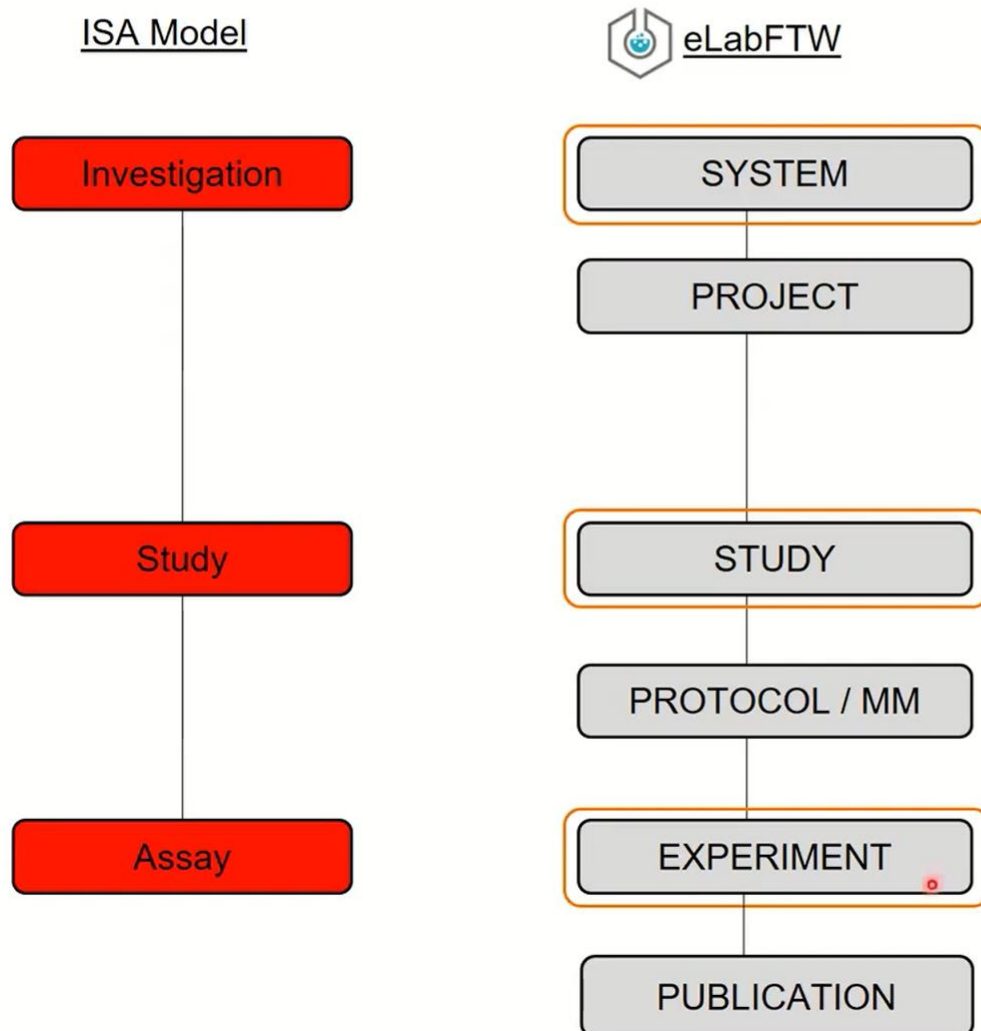 ISA Model
eLabFTW
Investigation
SYSTEM
PROJECT
Study
STUDY
PROTOCOL / MM
Assay
EXPERIMENT
PUBLICATION